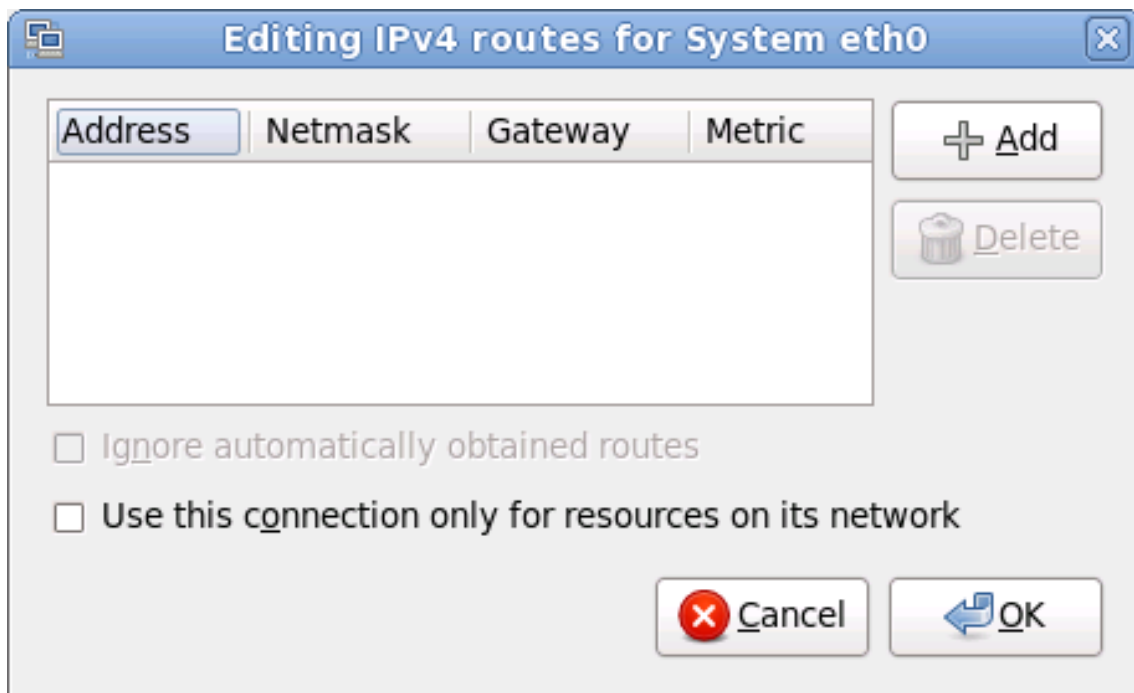 Editing IPv4 routes for System eth0
Address Netmask Gateway Metric
Add
Delete
Ignore automatically obtained routes
Use this connection only for resources on its network
Cancel OK